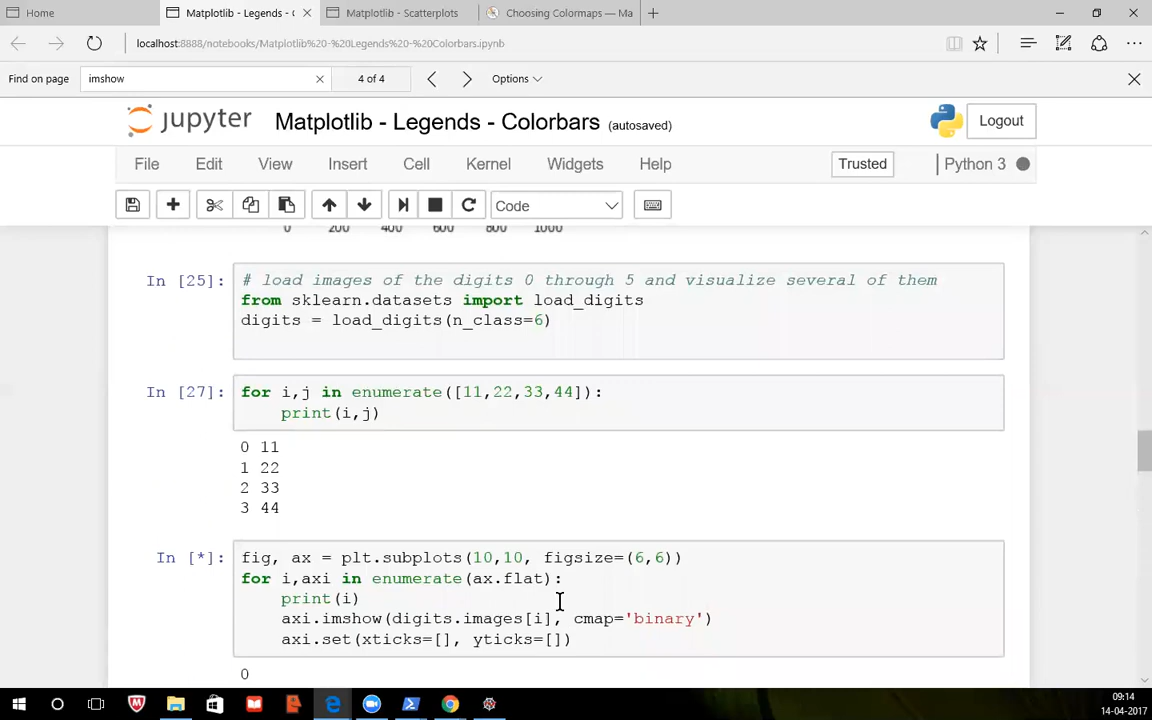 Home
Matplotlib - Legends - C
Matplotlib - Scatterplots
Choosing Colormaps — Ma
localhost:8888/notebooks/Matplotlib%20-%20Legends%20-%20Colorbars.ipynb
Find on page
imshow
4 of 4
Options
jupyter
Matplotlib - Legends - Colorbars (autosaved)
Logout
File
Edit
View
Insert
Cell
Kernel
Widgets
Help
Trusted
Python 3
Code
0 200 400 600 800 1000
In [25]:
# load images of the digits 0 through 5 and visualize several of them
from sklearn.datasets import load_digits
digits = load_digits(n_class=6)
In [27]:
for i,j in enumerate([11,22,33,44]):
    print(i,j)
0 11
1 22
2 33
3 44
In [*]:
fig, ax = plt.subplots(10,10, figsize=(6,6))
for i,axi in enumerate(ax.flat):
    print(i)
    axi.imshow(digits.images[i], cmap='binary')
    axi.set(xticks=[], yticks=[])
0
09:14
14-04-2017